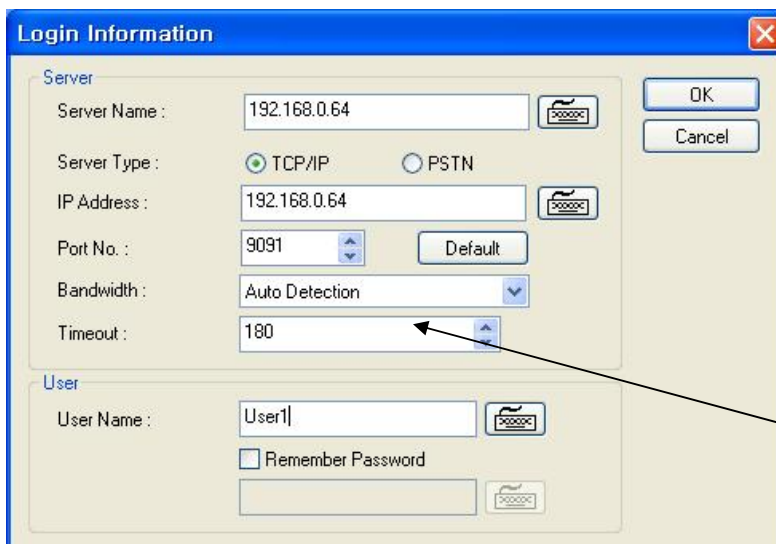 Login Information
Server
Server Name : 192.168.0.64
OK
Cancel
Server Type : TCP/IP PSTN
IP Address : 192.168.0.64
Port No. : 9091 Default
Bandwidth : Auto Detection
Timeout : 180
User
User Name : User1
Remember Password